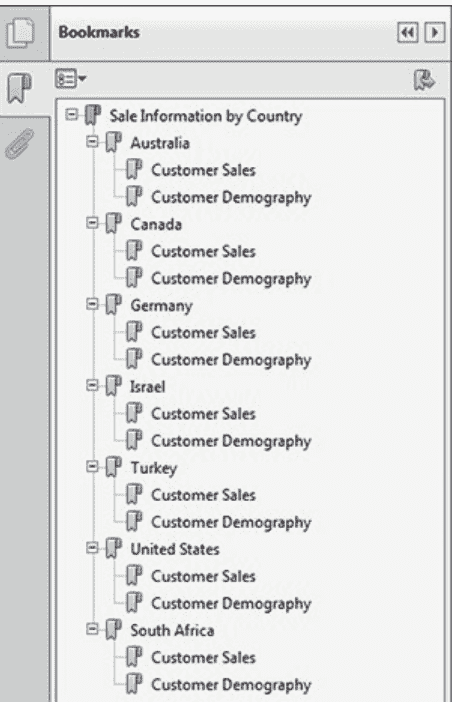 Bookmarks
Sale Information by Country
Australia
Customer Sales
Customer Demography
Canada
Customer Sales
Customer Demography
Germany
Customer Sales
Customer Demography
Israel
Customer Sales
Customer Demography
Turkey
Customer Sales
Customer Demography
United States
Customer Sales
Customer Demography
South Africa
Customer Sales
Customer Demography